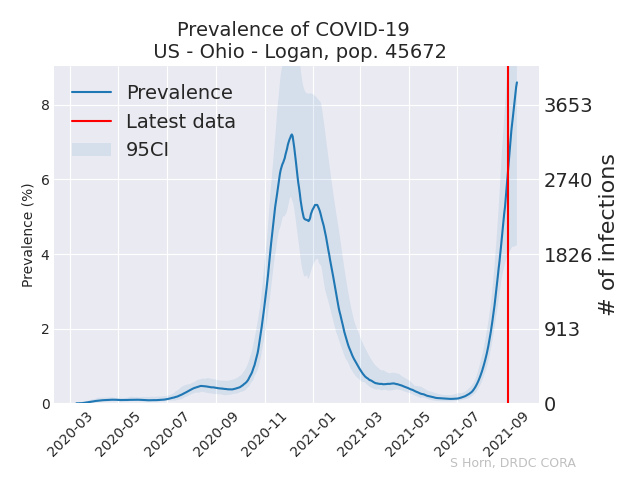 Prevalence of COVID-19
US - Ohio - Logan, pop. 45672
Prevalence
Latest data
95CI
Prevalence (%)
8
6
4
2
0
3653
2740
1826
913
0
# of infections
2020-03
2020-05
2020-07
2020-09
2020-11
2021-01
2021-03
2021-05
2021-07
2021-09
S Horn, DRDC CORA